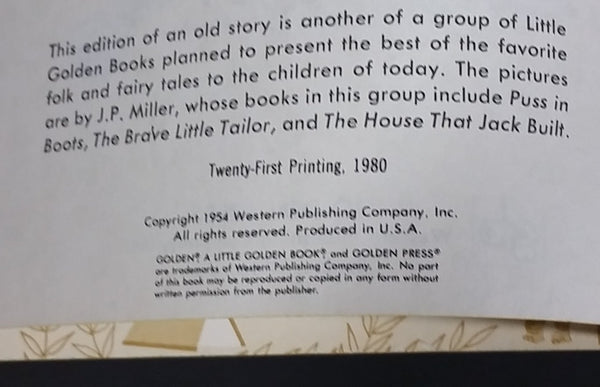 This edition of an old story is another of a group of Little
Golden Books planned to present the best of the favorite
folk and fairy tales to the children of today. The pictures
are by J.P. Miller, whose books in this group include Puss in
Boots, The Brave Little Tailor, and The House That Jack Built.
Twenty-First Printing, 1980
Copyright 1954 Western Publishing Company, Inc.
All rights reserved. Produced in U.S.A.
GOLDEN®, A LITTLE GOLDEN BOOK®, and GOLDEN PRESS®
are trademarks of Western Publishing Company, Inc. No part
of this book may be reproduced or copied in any form without
written permission from the publisher.